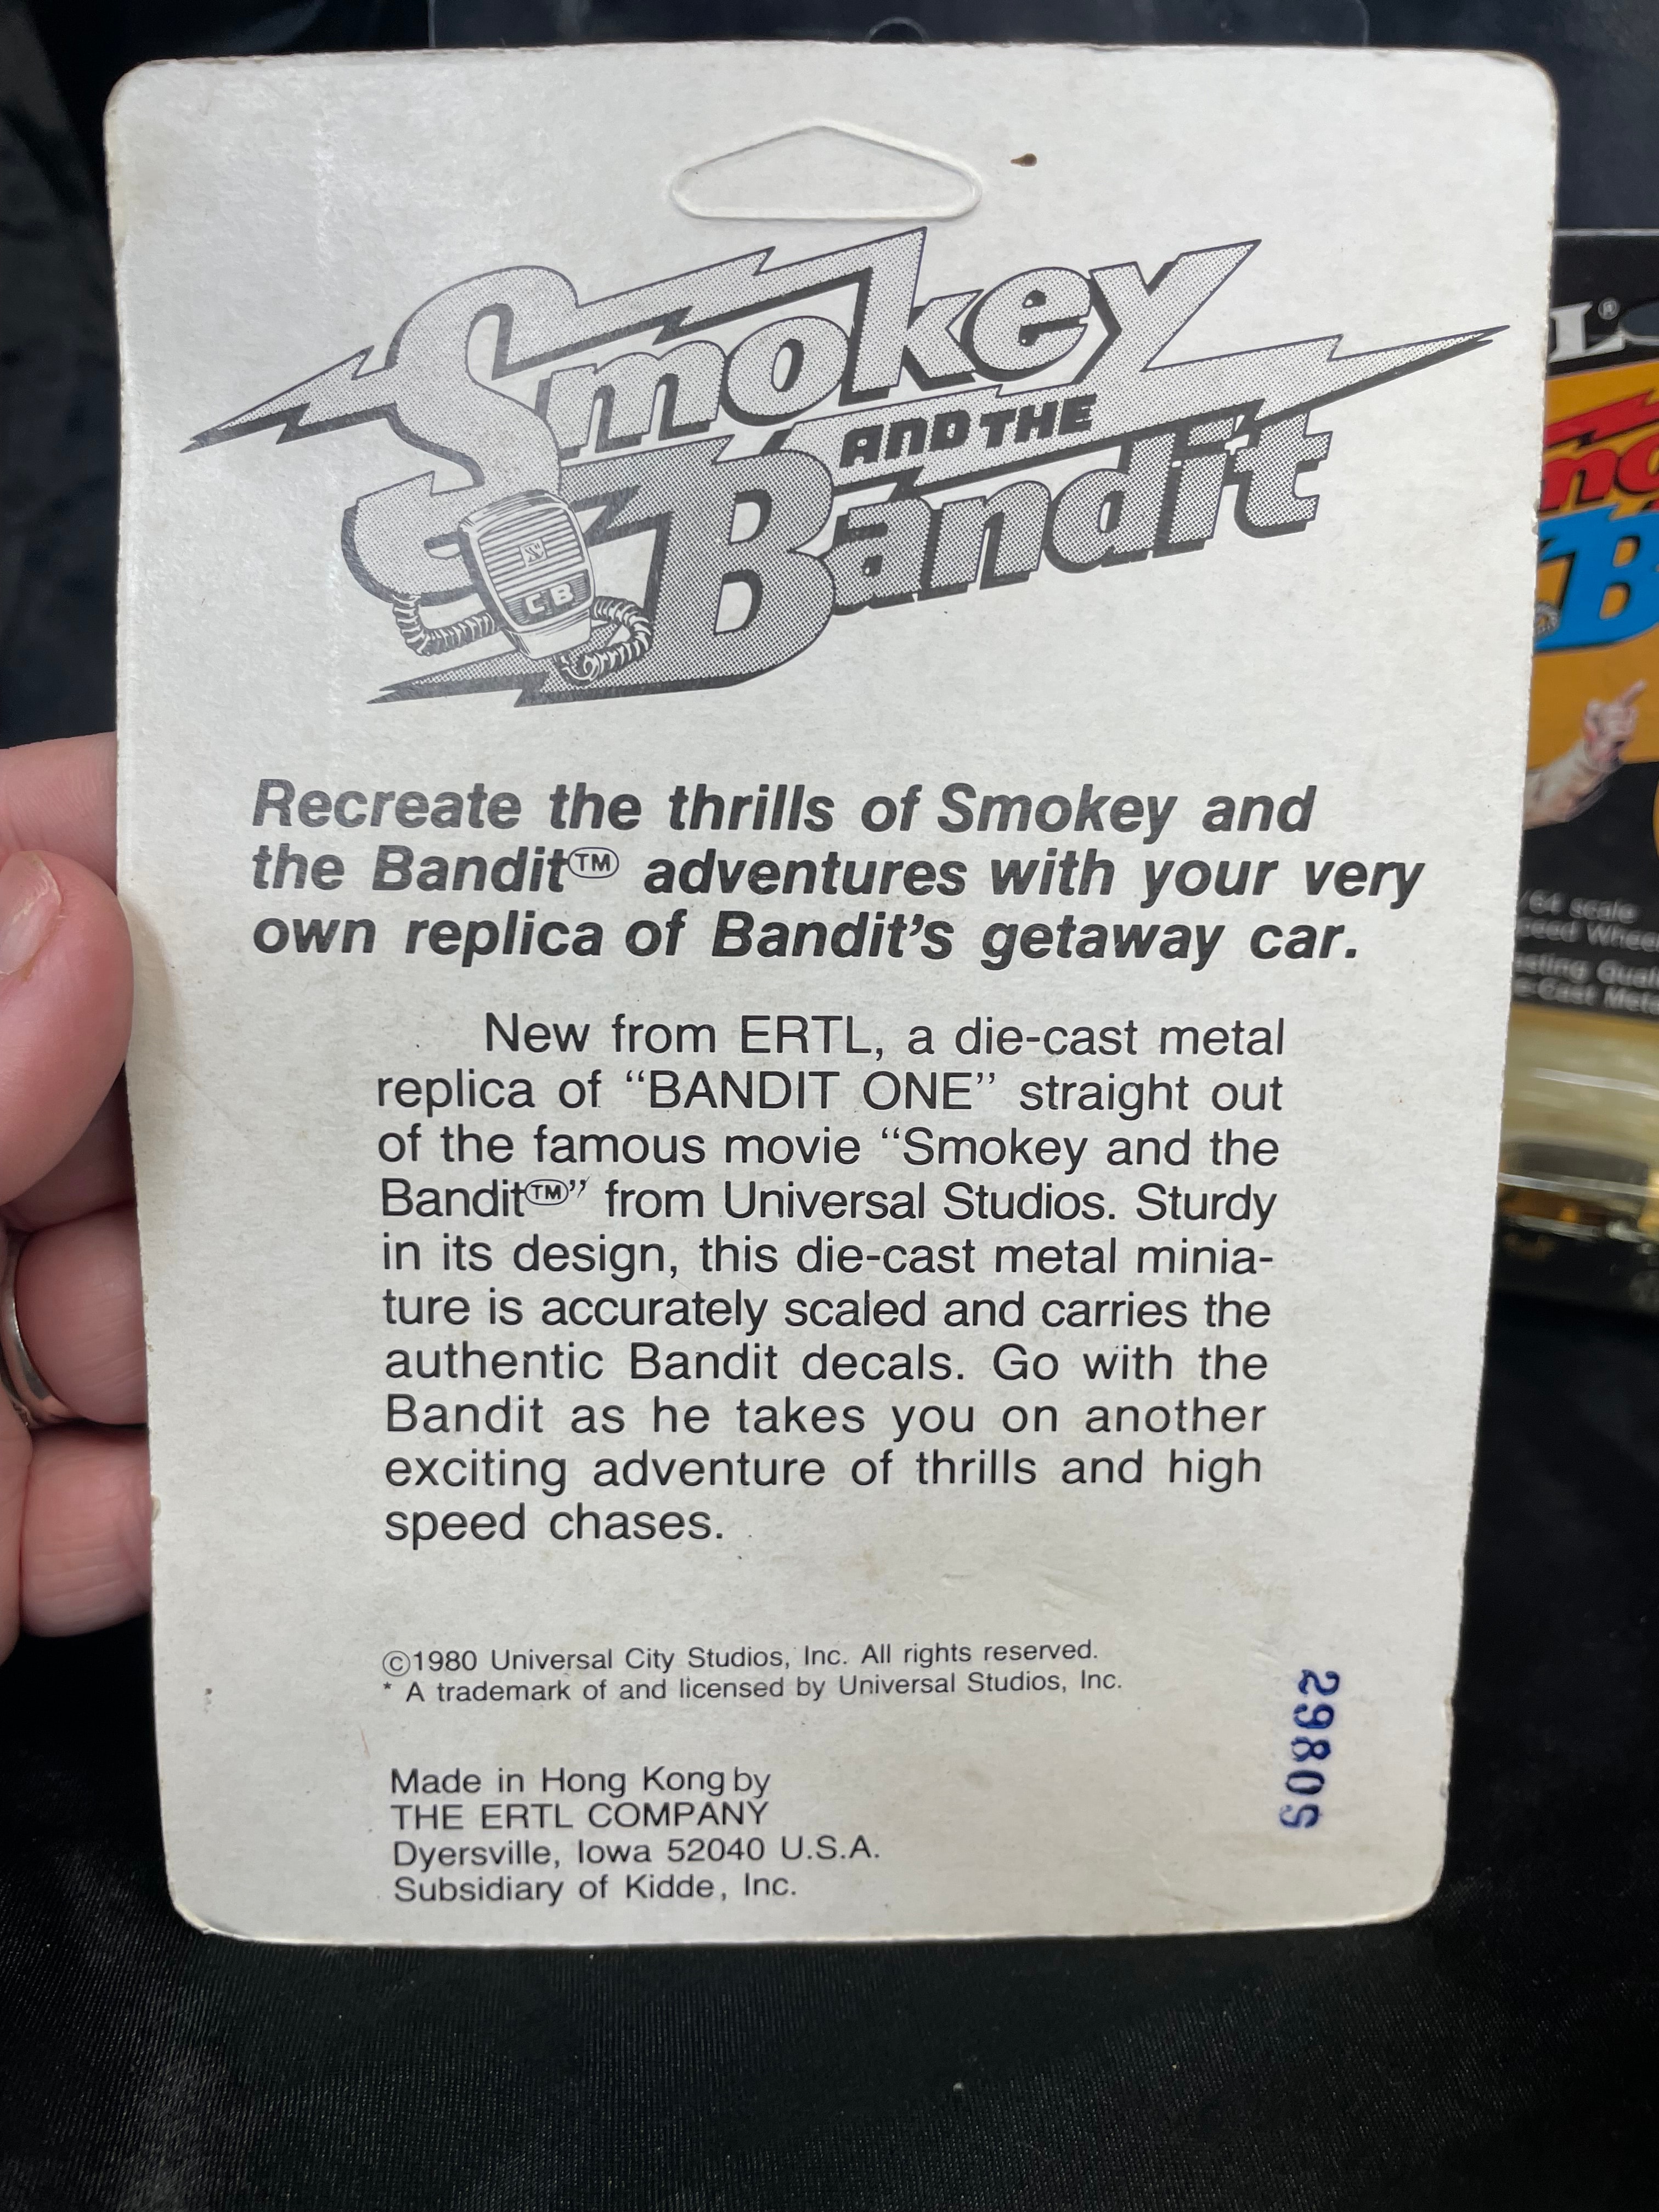 Smokey
AND THE
Bandit
CB
Recreate the thrills of Smokey and
the Bandit™ adventures with your very
own replica of Bandit's getaway car.
New from ERTL, a die-cast metal
replica of “BANDIT ONE” straight out
of the famous movie “Smokey and the
Bandit™” from Universal Studios. Sturdy
in its design, this die-cast metal minia-
ture is accurately scaled and carries the
authentic Bandit decals. Go with the
Bandit as he takes you on another
exciting adventure of thrills and high
speed chases.
©1980 Universal City Studios, Inc. All rights reserved.
* A trademark of and licensed by Universal Studios, Inc.
Made in Hong Kong by
THE ERTL COMPANY
Dyersville, Iowa 52040 U.S.A.
Subsidiary of Kidde, Inc.
/64 scale